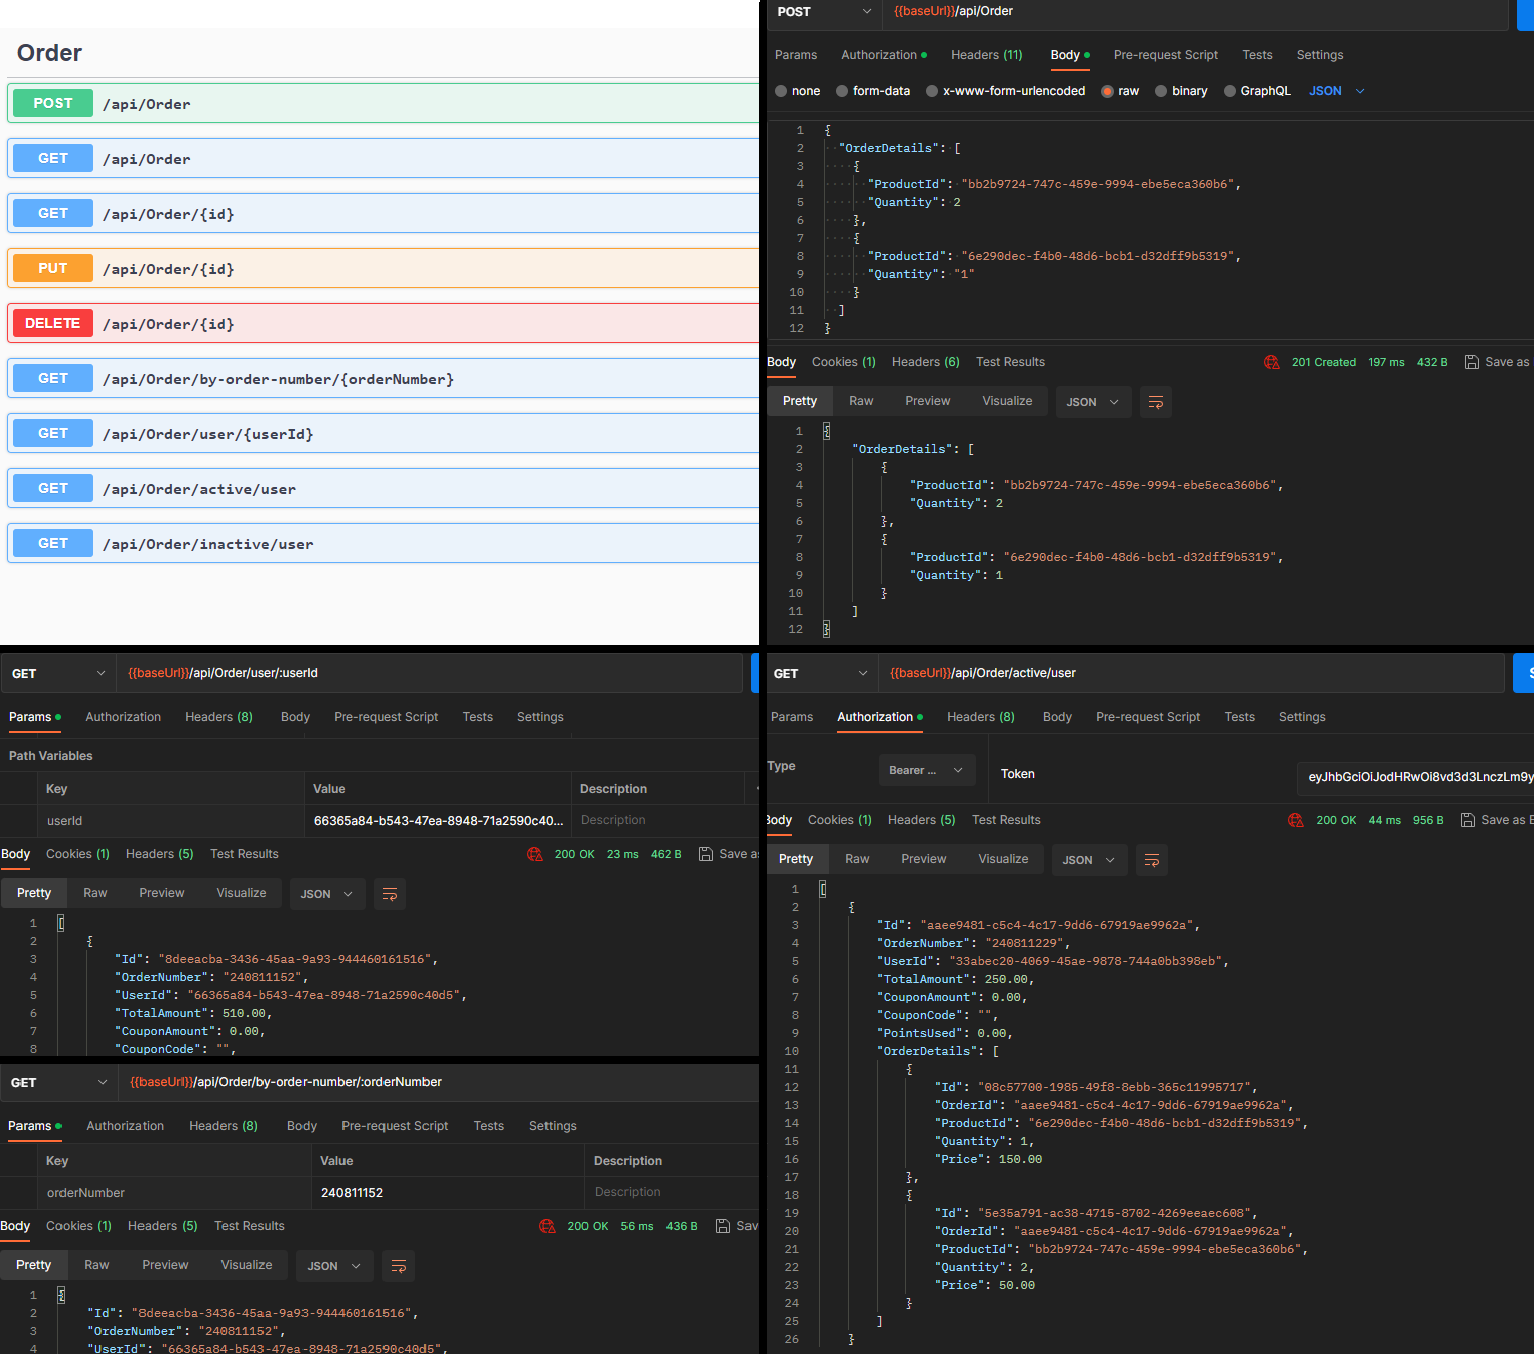 Order
POST /api/Order
GET /api/Order
GET /api/Order/{id}
PUT /api/Order/{id}
DELETE /api/Order/{id}
GET /api/Order/by-order-number/{orderNumber}
GET /api/Order/user/{userId}
GET /api/Order/active/user
GET /api/Order/inactive/user
POST {{baseUrl}}/api/Order
Params Authorization Headers (11) Body Pre-request Script Tests Settings
none form-data x-www-form-urlencoded raw binary GraphQL JSON
1 {
2 "OrderDetails": [
3 {
4 "ProductId": "bb2b9724-747c-459e-9994-ebe5eca360b6",
5 "Quantity": 2
6 },
7 {
8 "ProductId": "6e290dec-f4b0-48d6-bcb1-d32dff9b5319",
9 "Quantity": "1"
10 }
11 ]
12 }
Body Cookies (1) Headers (6) Test Results 201 Created 197 ms 432 B Save as
Pretty Raw Preview Visualize JSON
1 {
2 "OrderDetails": [
3 {
4 "ProductId": "bb2b9724-747c-459e-9994-ebe5eca360b6",
5 "Quantity": 2
6 },
7 {
8 "ProductId": "6e290dec-f4b0-48d6-bcb1-d32dff9b5319",
9 "Quantity": 1
10 }
11 ]
12 }
GET {{baseUrl}}/api/Order/user/:userId
Params Authorization Headers (8) Body Pre-request Script Tests Settings
Path Variables
Key Value Description
userId 66365a84-b543-47ea-8948-71a2590c40... Description
Body Cookies (1) Headers (5) Test Results 200 OK 23 ms 462 B Save as
Pretty Raw Preview Visualize JSON
1 [
2 {
3 "Id": "8deeacba-3436-45aa-9a93-944460161516",
4 "OrderNumber": "240811152",
5 "UserId": "66365a84-b543-47ea-8948-71a2590c40d5",
6 "TotalAmount": 510.00,
7 "CouponAmount": 0.00,
8 "CouponCode": "",
GET {{baseUrl}}/api/Order/by-order-number/:orderNumber
Params Authorization Headers (8) Body Pre-request Script Tests Settings
Key Value Description
orderNumber 240811152 Description
Body Cookies (1) Headers (5) Test Results 200 OK 56 ms 436 B Sav
Pretty Raw Preview Visualize JSON
1 {
2 "Id": "8deeacba-3436-45aa-9a93-944460161516",
3 "OrderNumber": "240811152",
4 "UserId": "66365a84-b543-47ea-8948-71a2590c40d5",
GET {{baseUrl}}/api/Order/active/user S
Params Authorization Headers (8) Body Pre-request Script Tests Settings
Type Bearer ... Token eyJhbGciOiJodHRwOi8vd3d3LnczLm9y
Body Cookies (1) Headers (5) Test Results 200 OK 44 ms 956 B Save as E
Pretty Raw Preview Visualize JSON
1 [
2 {
3 "Id": "aaee9481-c5c4-4c17-9dd6-67919ae9962a",
4 "OrderNumber": "240811229",
5 "UserId": "33abec20-4069-45ae-9878-744a0bb398eb",
6 "TotalAmount": 250.00,
7 "CouponAmount": 0.00,
8 "CouponCode": "",
9 "PointsUsed": 0.00,
10 "OrderDetails": [
11 {
12 "Id": "08c57700-1985-49f8-8ebb-365c11995717",
13 "OrderId": "aaee9481-c5c4-4c17-9dd6-67919ae9962a",
14 "ProductId": "6e290dec-f4b0-48d6-bcb1-d32dff9b5319",
15 "Quantity": 1,
16 "Price": 150.00
17 },
18 {
19 "Id": "5e35a791-ac38-4715-8702-4269eeaec608",
20 "OrderId": "aaee9481-c5c4-4c17-9dd6-67919ae9962a",
21 "ProductId": "bb2b9724-747c-459e-9994-ebe5eca360b6",
22 "Quantity": 2,
23 "Price": 50.00
24 }
25 ]
26 }